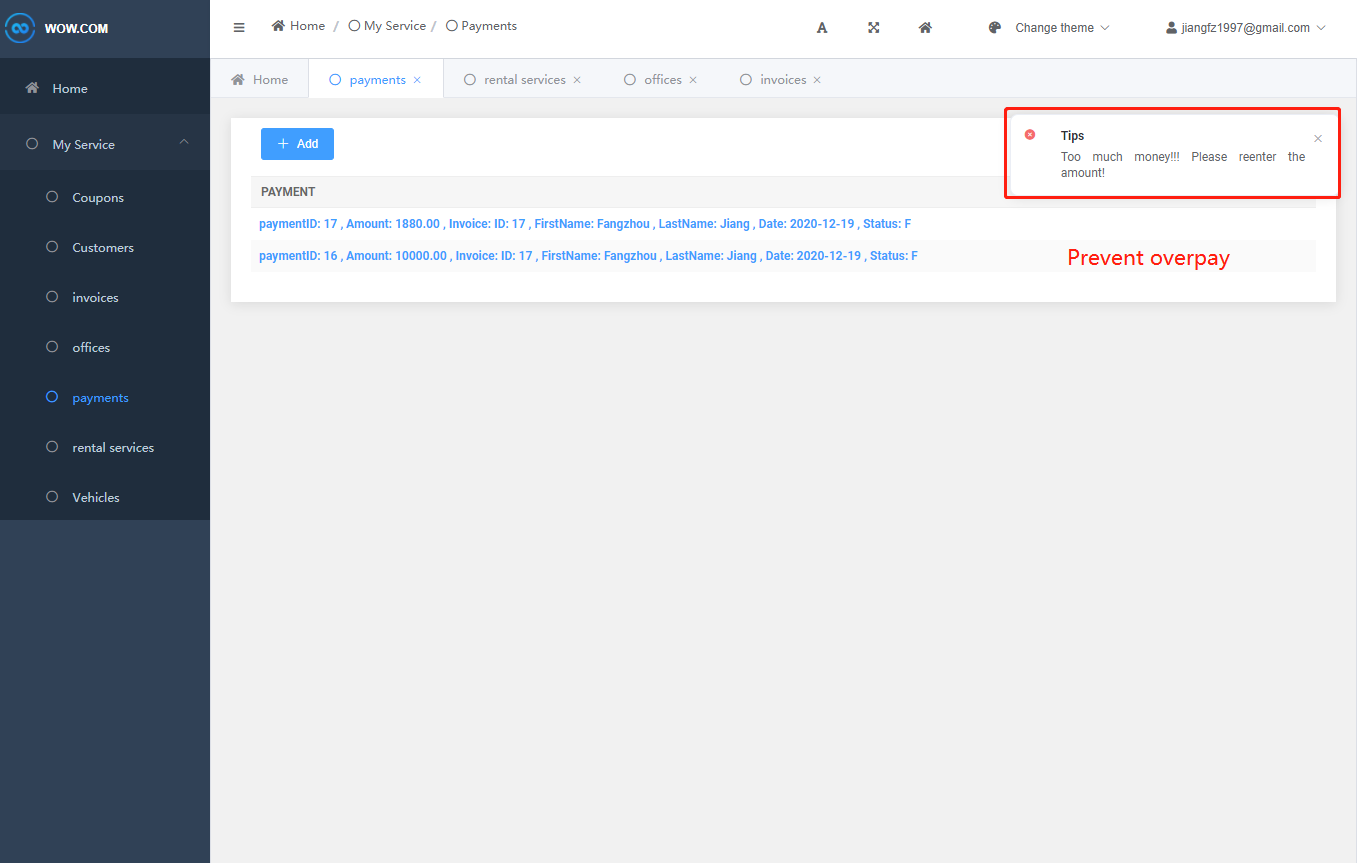 WOW.COM
Home / My Service / Payments
A
Change theme
jiangfz1997@gmail.com
Home
payments ×
rental services ×
offices ×
invoices ×
Home
My Service
Coupons
Customers
invoices
offices
payments
rental services
Vehicles
+ Add
Tips
Too much money!!! Please reenter the
amount!
PAYMENT
paymentID: 17 , Amount: 1880.00 , Invoice: ID: 17 , FirstName: Fangzhou , LastName: Jiang , Date: 2020-12-19 , Status: F
paymentID: 16 , Amount: 10000.00 , Invoice: ID: 17 , FirstName: Fangzhou , LastName: Jiang , Date: 2020-12-19 , Status: F
Prevent overpay